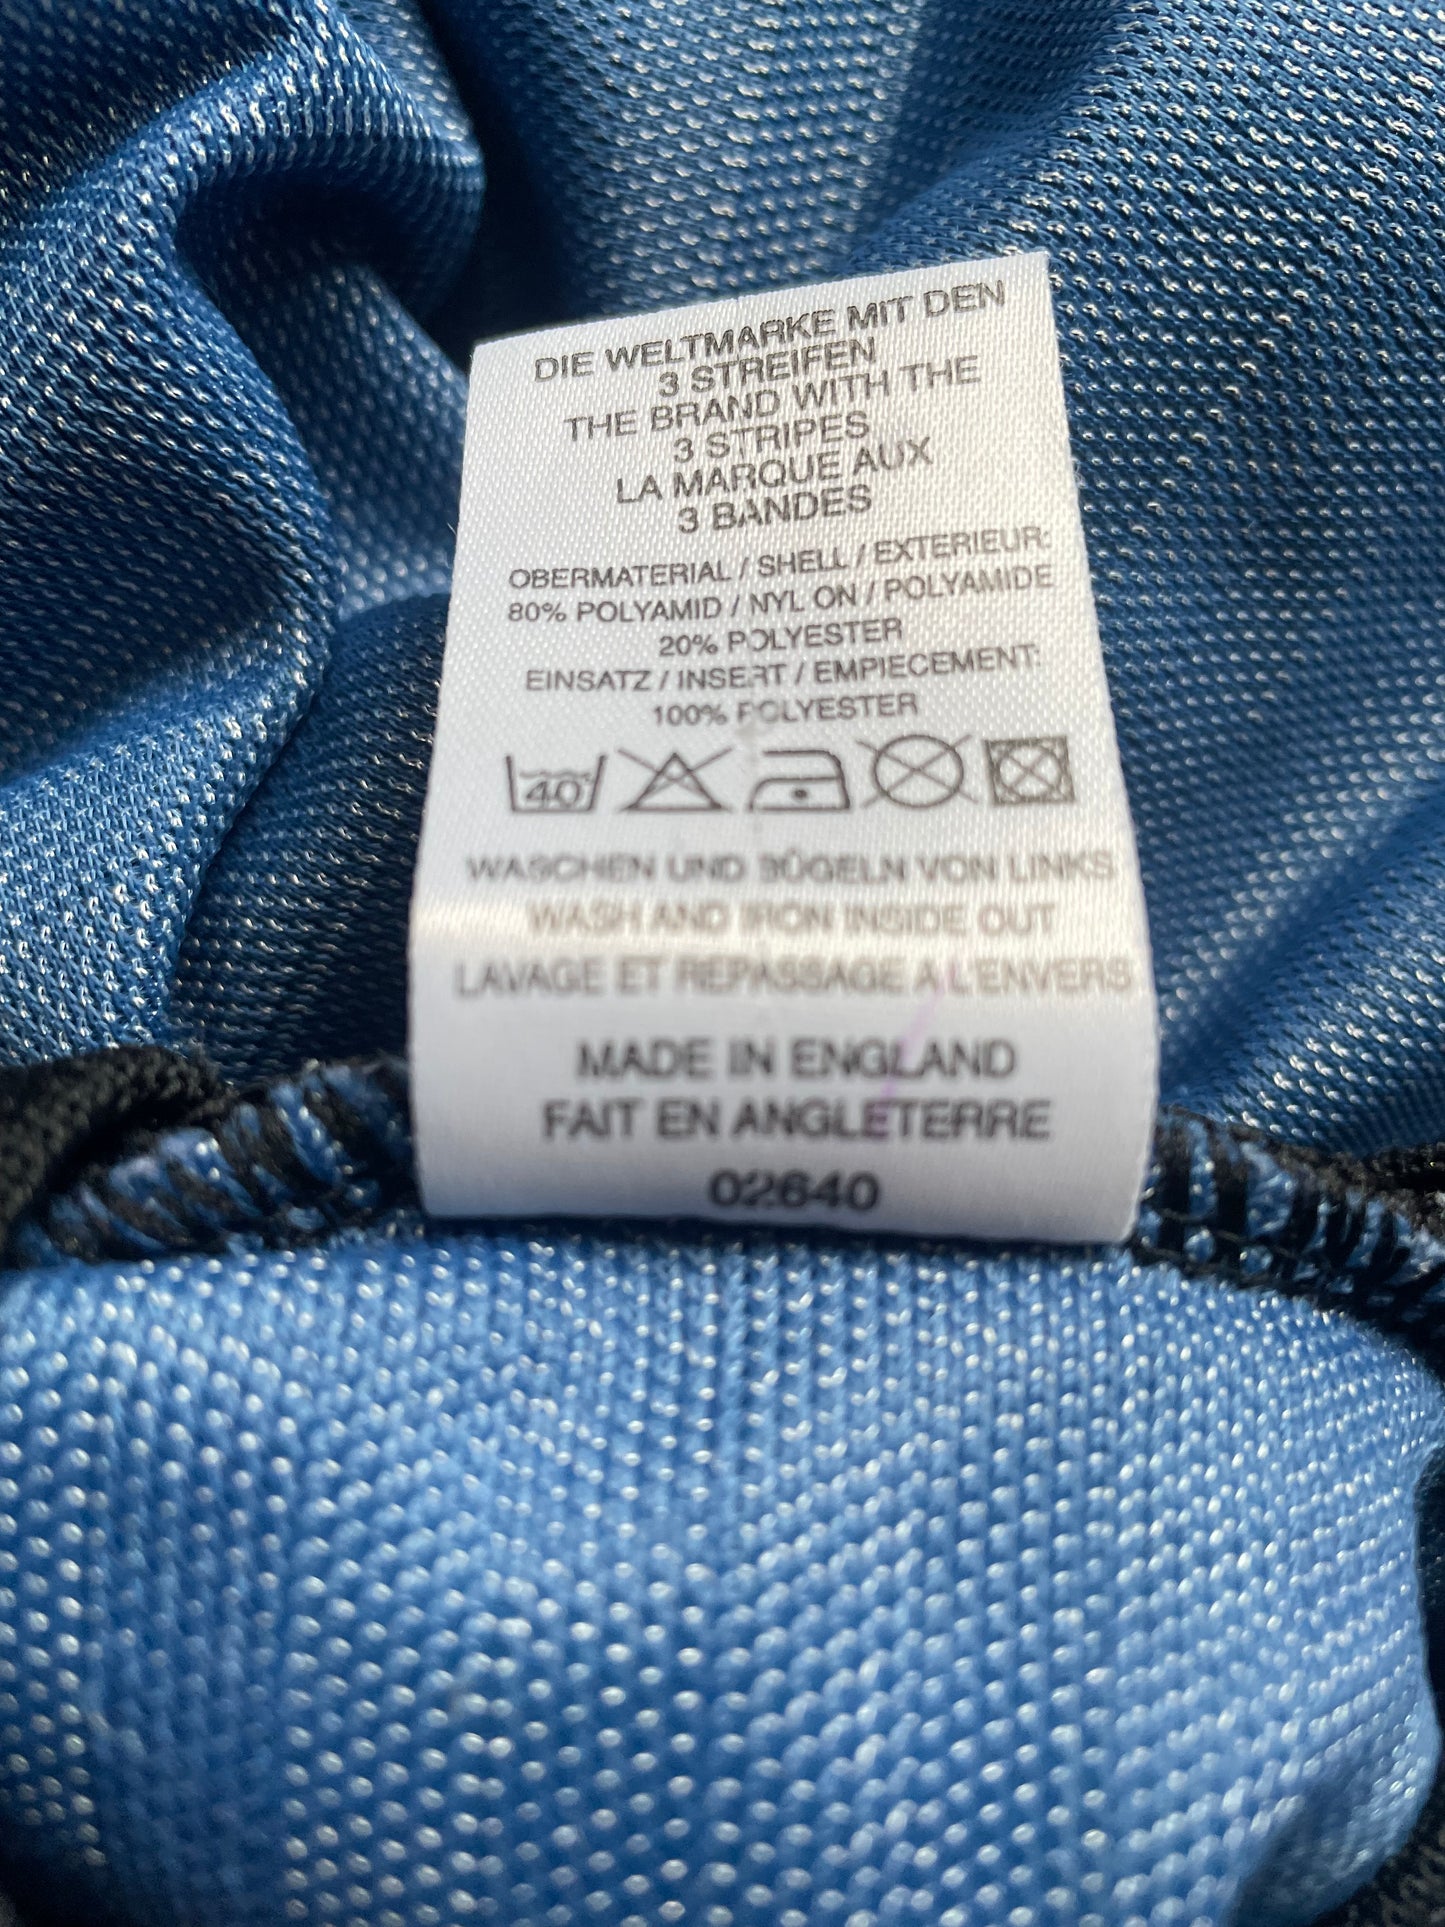 DIE WELTMARKE MIT DEN
3 STREIFEN
THE BRAND WITH THE
3 STRIPES
LA MARQUE AUX
3 BANDES
OBERMATERIAL / SHELL / EXTERIEUR:
80% POLYAMID / NYLON / POLYAMIDE
20% POLYESTER
EINSATZ / INSERT / EMPIECEMENT:
100% POLYESTER
40
WASCHEN UND BÜGELN VON LINKS
WASH AND IRON INSIDE OUT
LAVAGE ET REPASSAGE A L'ENVERS
MADE IN ENGLAND
FAIT EN ANGLETERRE
02640